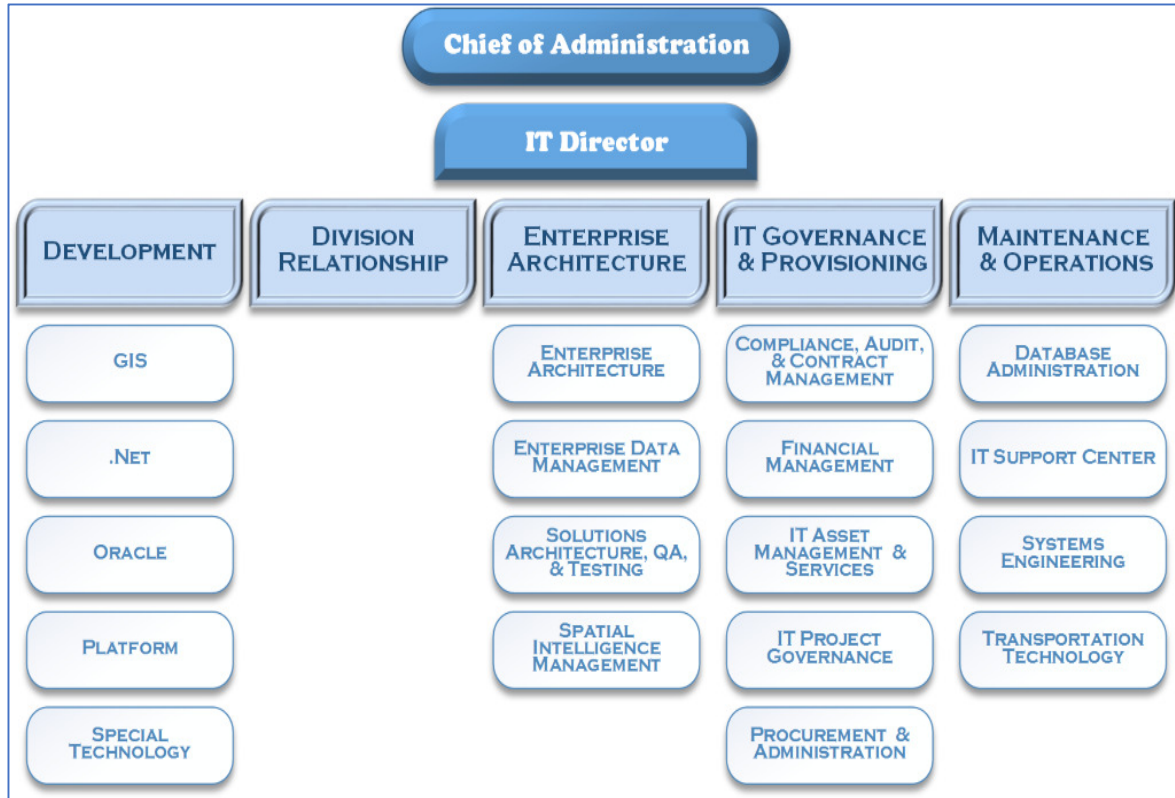 Chief of Administration
IT Director
DEVELOPMENT
DIVISION
RELATIONSHIP
ENTERPRISE
ARCHITECTURE
IT GOVERNANCE
& PROVISIONING
MAINTENANCE
& OPERATIONS
GIS
.NET
ORACLE
PLATFORM
SPECIAL
TECHNOLOGY
ENTERPRISE
ARCHITECTURE
ENTERPRISE DATA
MANAGEMENT
SOLUTIONS
ARCHITECTURE, QA,
& TESTING
SPATIAL
INTELLIGENCE
MANAGEMENT
COMPLIANCE, AUDIT,
& CONTRACT
MANAGEMENT
FINANCIAL
MANAGEMENT
IT ASSET
MANAGEMENT &
SERVICES
IT PROJECT
GOVERNANCE
PROCUREMENT &
ADMINISTRATION
DATABASE
ADMINISTRATION
IT SUPPORT CENTER
SYSTEMS
ENGINEERING
TRANSPORTATION
TECHNOLOGY